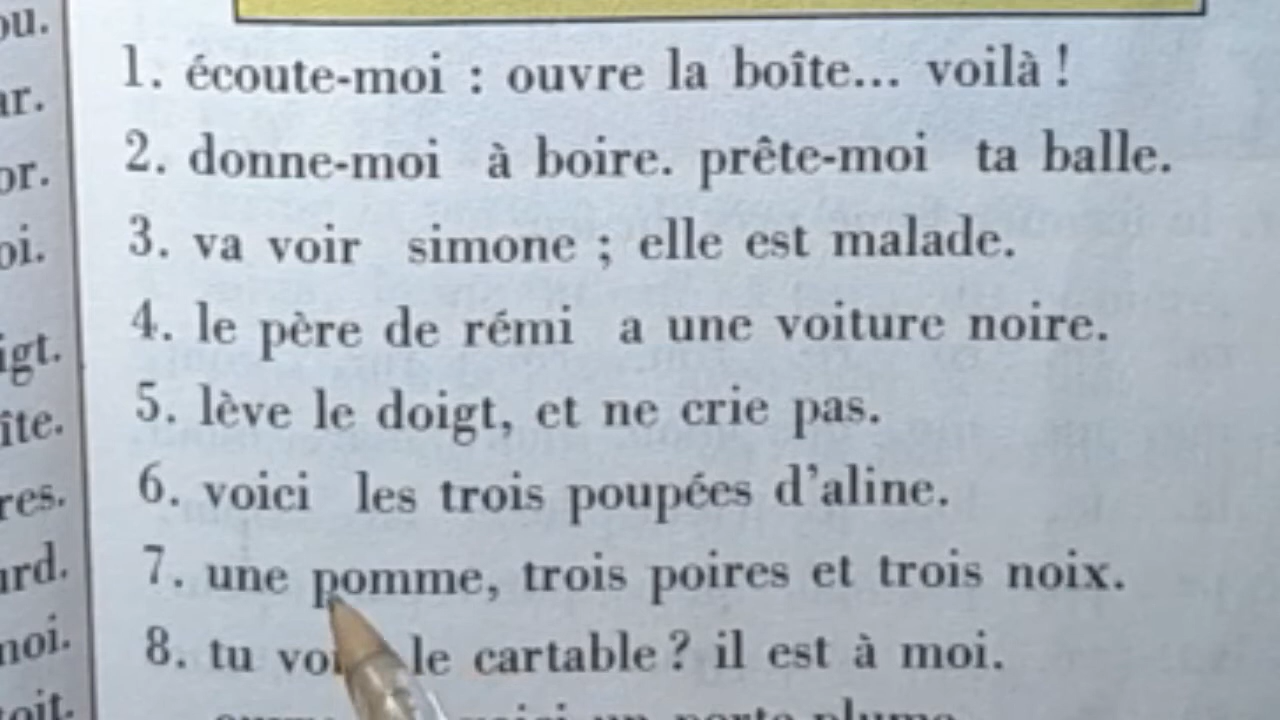 1. écoute-moi : ouvre la boîte... voilà !
2. donne-moi à boire. prête-moi ta balle.
3. va voir simone ; elle est malade.
4. le père de rémi a une voiture noire.
5. lève le doigt, et ne crie pas.
6. voici les trois poupées d'aline.
7. une pomme, trois poires et trois noix.
8. tu le cartable ? il est à moi.